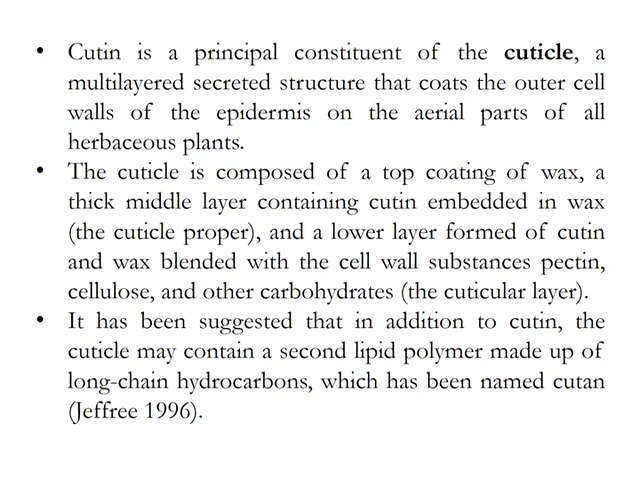 • Cutin is a principal constituent of the cuticle, a
multilayered secreted structure that coats the outer cell
walls of the epidermis on the aerial parts of all
herbaceous plants.
• The cuticle is composed of a top coating of wax, a
thick middle layer containing cutin embedded in wax
(the cuticle proper), and a lower layer formed of cutin
and wax blended with the cell wall substances pectin,
cellulose, and other carbohydrates (the cuticular layer).
• It has been suggested that in addition to cutin, the
cuticle may contain a second lipid polymer made up of
long-chain hydrocarbons, which has been named cutan
(Jeffree 1996).